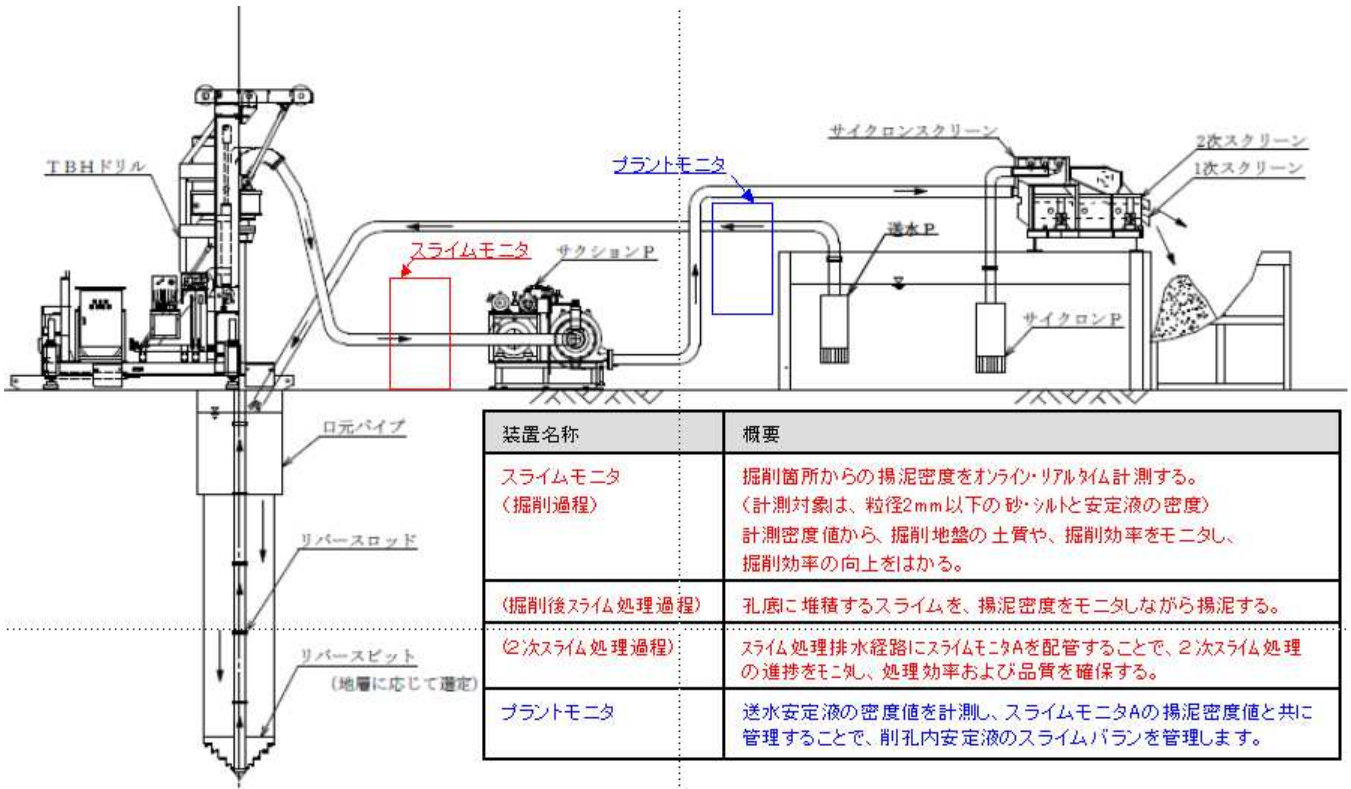 サイクロンスクリーン
2次スクリーン
1次スクリーン
TBHドリル
プラントモニタ
送水P
スライムモニタ
サクションP
サイクロンP
口元パイプ
リバースロッド
リバースビット
(地層に応じて選定)
装置名称
概要
スライムモニタ
(掘削過程)
掘削箇所からの揚泥密度をオンライン・リアルタイム計測する。
(計測対象は、粒径2mm以下の砂・シルトと安定液の密度)
計測密度値から、掘削地盤の土質や、掘削効率をモニタし、
掘削効率の向上をはかる。
(掘削後スライム処理過程)
孔底に堆積するスライムを、揚泥密度をモニタしながら揚泥する。
(2次スライム処理過程)
スライム処理排水経路にスライムモニタAを配管することで、2次スライム処理
の進捗をモニタし、処理効率および品質を確保する。
プラントモニタ
送水安定液の密度値を計測し、スライムモニタAの揚泥密度値と共に
管理することで、削孔内安定液のスライムバランを管理します。